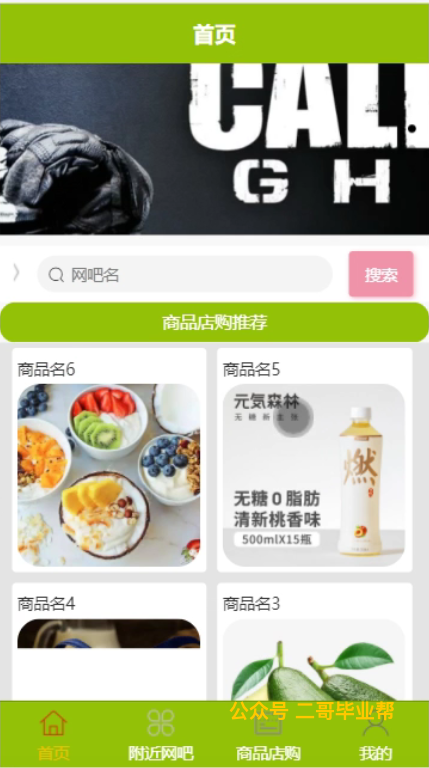 首页
CALL
G H
网吧名
搜索
商品店购推荐
商品名6
商品名5
元気森林
无糖新主张
燃
无糖0脂肪
清新桃香味
500mlX15瓶
商品名4
商品名3
公众号 二哥毕业帮
首页
附近网吧
商品店购
我的